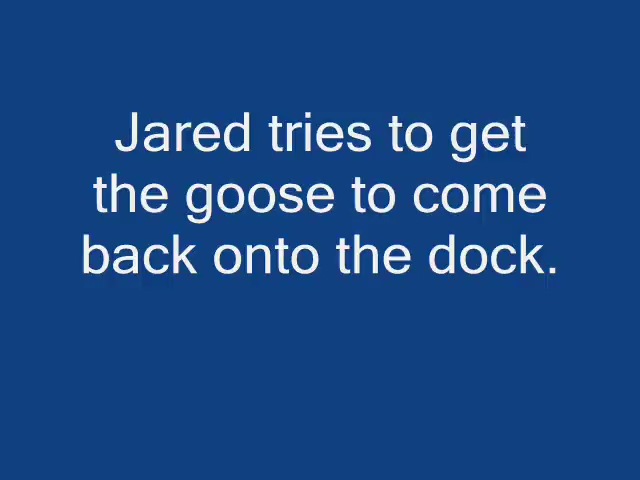 Jared tries to get
the goose to come
back onto the dock.